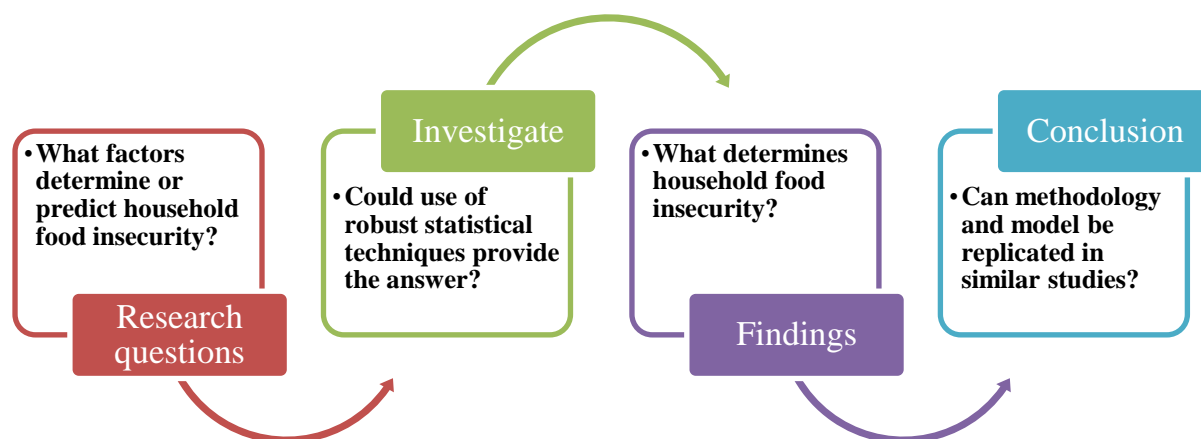 • What factors
determine or
predict household
food insecurity?
Research
questions
Investigate
• Could use of
robust statistical
techniques provide
the answer?
• What determines
household food
insecurity?
Findings
Conclusion
• Can methodology
and model be
replicated in
similar studies?